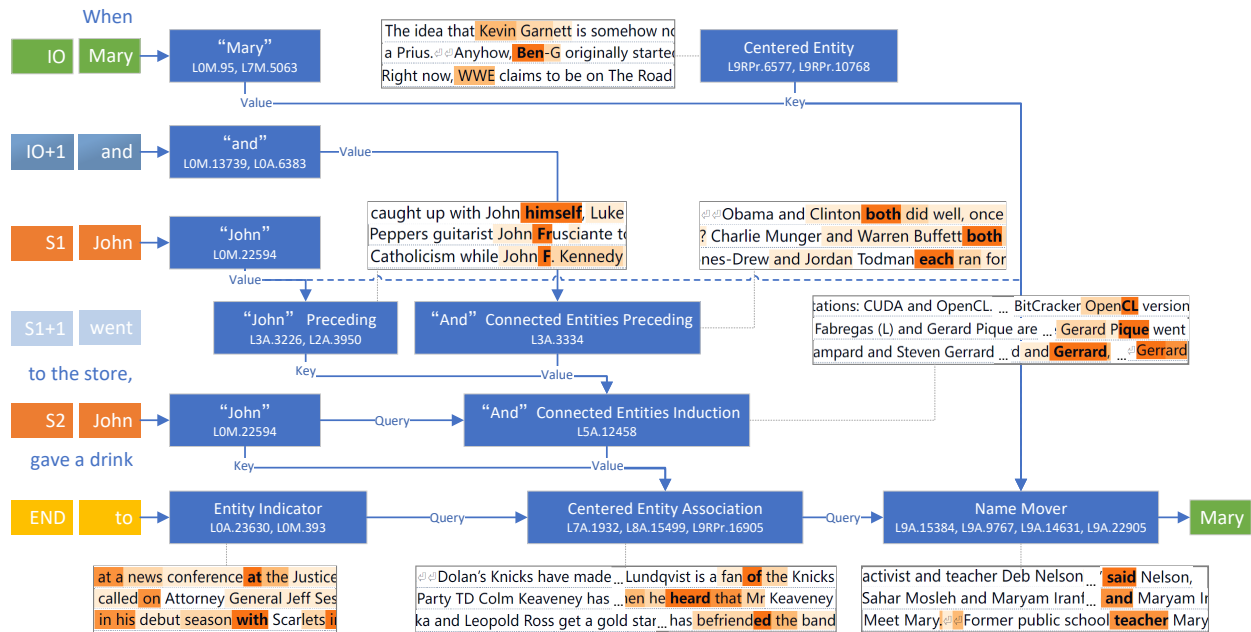 When
IO Mary
“Mary”
L0M.95, L7M.5063
The idea that Kevin Garnett is somehow no
a Prius.⏎⏎Anyhow, Ben-G originally starte
Right now, WWE claims to be on The Road
Centered Entity
L9RPr.6577, L9RPr.10768
Value
Key
IO+1 and
“and”
L0M.13739, L0A.6383
Value
S1 John
“John”
L0M.22594
Value
caught up with John himself, Luke
Peppers guitarist John Frusciante to
Catholicism while John F. Kennedy
⏎⏎Obama and Clinton both did well, once
? Charlie Munger and Warren Buffett both
nes-Drew and Jordan Todman each ran for
S1+1 went
“John” Preceding
L3A.3226, L2A.3950
“And” Connected Entities Preceding
L3A.3334
tations: CUDA and OpenCL. ... BitCracker OpenCL version
Fabregas (L) and Gerard Pique are ... Gerard Pique went
ampard and Steven Gerrard ... d and Gerrard, ... ⏎Gerrard
to the store,
Key
Value
S2 John
“John”
L0M.22594
Query
“And” Connected Entities Induction
L5A.12458
gave a drink
Key
Value
END to
Entity Indicator
L0A.23630, L0M.393
Query
Centered Entity Association
L7A.1932, L8A.15499, L9RPr.16905
Query
Name Mover
L9A.15384, L9A.9767, L9A.14631, L9A.22905
Mary
at a news conference at the Justice
called on Attorney General Jeff Ses
in his debut season with Scarlets i
⏎⏎Dolan’s Knicks have made ... Lundqvist is a fan of the Knicks
Party TD Colm Keaveney has ... hen he heard that Mr Keaveney
ka and Leopold Ross get a gold star ... has befriended the band
activist and teacher Deb Nelson ... ” said Nelson,
Sahar Mosleh and Maryam Iranf ... and Maryam Ir
Meet Mary.⏎⏎Former public school teacher Mary